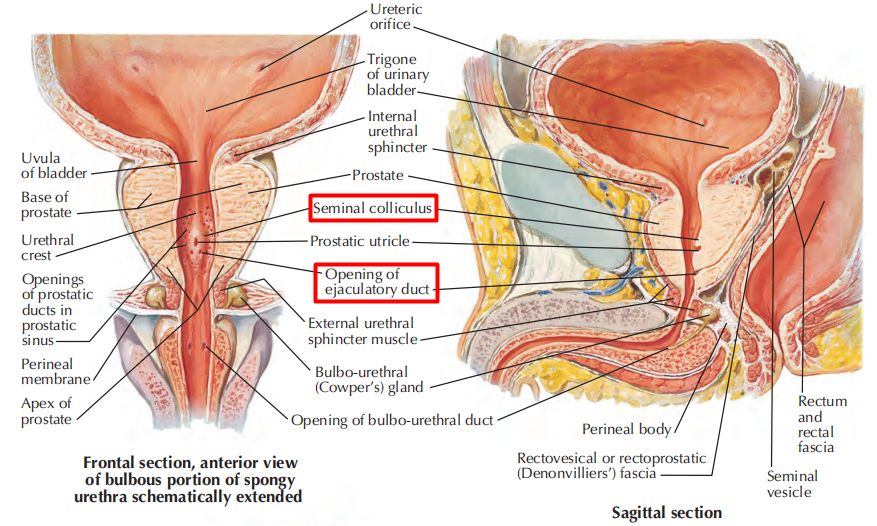 Ureteric
orifice
Trigone
of urinary
bladder
Internal
urethral
sphincter
Uvula
of bladder
Prostate
Base of
prostate
Seminal colliculus
Urethral
crest
Prostatic utricle
Opening of
ejaculatory duct
Openings
of prostatic
ducts in
prostatic
sinus
External urethral
sphincter muscle
Perineal
membrane
Bulbo-urethral
(Cowper's) gland
Apex of
prostate
Opening of bulbo-urethral duct
Perineal body
Rectum
and
rectal
fascia
Rectovesical or rectoprostatic
(Denonvilliers') fascia
Seminal
vesicle
Frontal section, anterior view
of bulbous portion of spongy
urethra schematically extended
Sagittal section